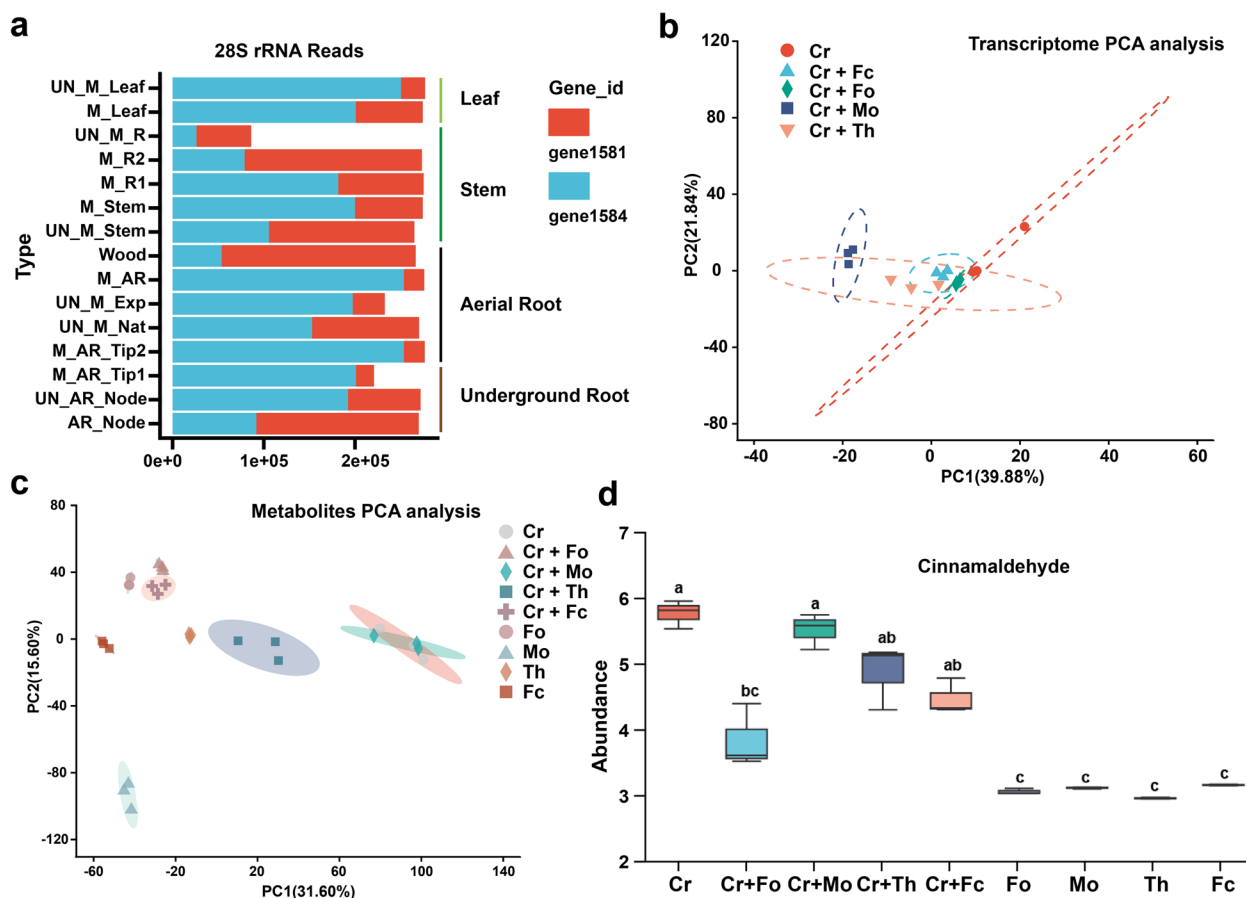 a
28S rRNA Reads
UN_M_Leaf
M_Leaf
UN_M_R
M_R2
M_R1
M_Stem
UN_M_Stem
Wood
M_AR
UN_M_Exp
UN_M_Nat
M_AR_Tip2
M_AR_Tip1
UN_AR_Node
AR_Node
Type
0e+0 1e+05 2e+05
Leaf
Stem
Aerial Root
Underground Root
Gene_id
gene1581
gene1584
b
Transcriptome PCA analysis
Cr
Cr + Fc
Cr + Fo
Cr + Mo
Cr + Th
120
80
40
0
-40
-80
PC2(21.84%)
-40 -20 0 20 40 60
PC1(39.88%)
c
Metabolites PCA analysis
Cr
Cr + Fo
Cr + Mo
Cr + Th
Cr + Fc
Fo
Mo
Th
Fc
80
40
0
-40
-80
-120
PC2(15.60%)
-60 -20 20 60 100 140
PC1(31.60%)
d
Cinnamaldehyde
7
6
5
4
3
2
Abundance
a
bc
a
ab
ab
c
c
c
c
Cr Cr+Fo Cr+Mo Cr+Th Cr+Fc Fo Mo Th Fc